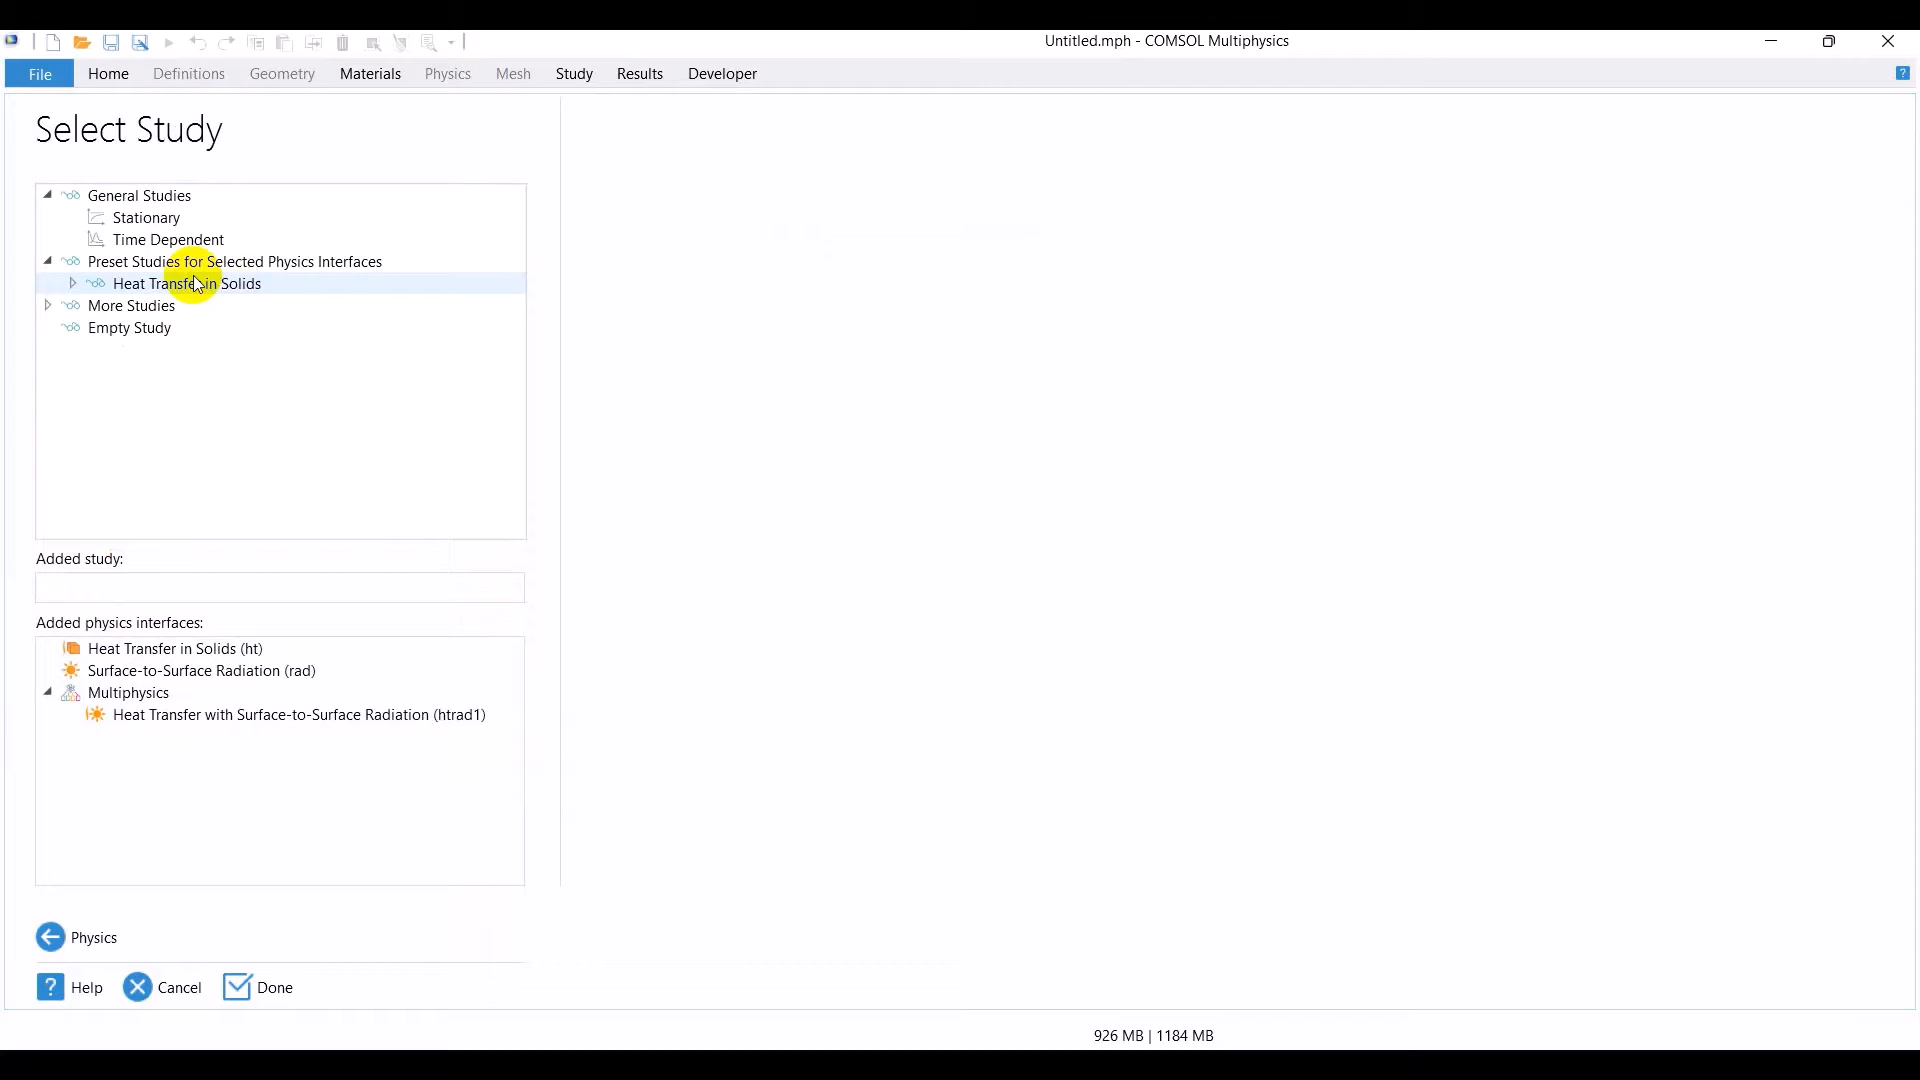 Untitled.mph - COMSOL Multiphysics
File Home Definitions Geometry Materials Physics Mesh Study Results Developer ?
Select Study
General Studies
Stationary
Time Dependent
Preset Studies for Selected Physics Interfaces
Heat Transfer in Solids
More Studies
Empty Study
Added study:
Added physics interfaces:
Heat Transfer in Solids (ht)
Surface-to-Surface Radiation (rad)
Multiphysics
Heat Transfer with Surface-to-Surface Radiation (htrad1)
Physics
? Help Cancel Done
926 MB | 1184 MB